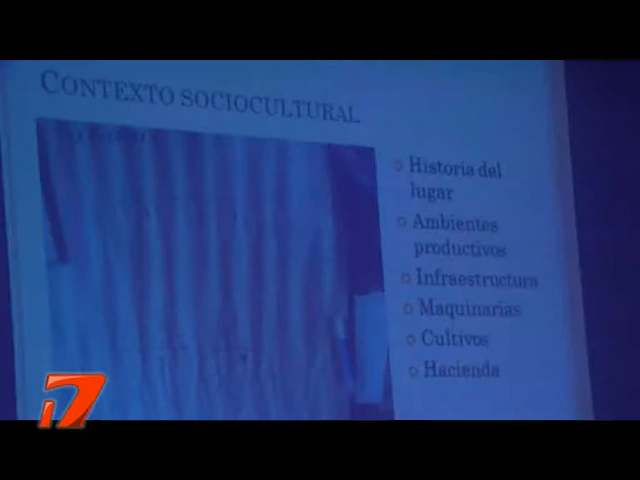 CONTEXTO SOCIOCULTURAL
Historia del
lugar
Ambientes
productivos
Infraestructura
Maquinarias
Cultivos
Hacienda